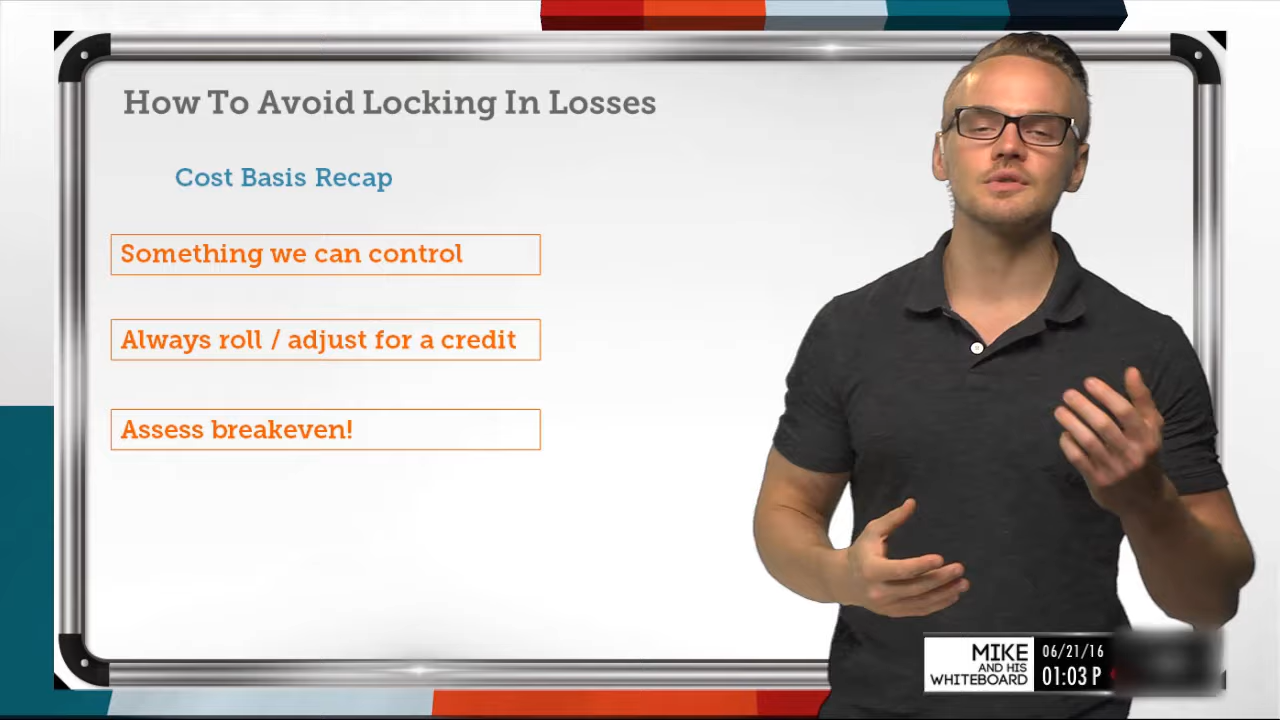 How To Avoid Locking In Losses
Cost Basis Recap
Something we can control
Always roll / adjust for a credit
Assess breakeven!
MIKE
AND HIS
WHITEBOARD
06/21/16
01:03 P